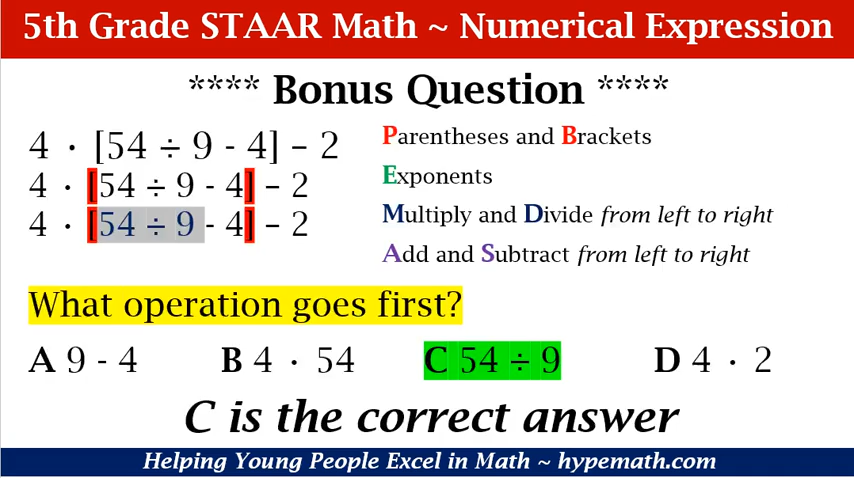 5th Grade STAAR Math ~ Numerical Expression
**** Bonus Question ****
4 · [54 ÷ 9 - 4] – 2
4 · [54 ÷ 9 - 4] – 2
4 · [54 ÷ 9 - 4] – 2
Parentheses and Brackets
Exponents
Multiply and Divide from left to right
Add and Subtract from left to right
What operation goes first?
A 9 - 4 B 4 · 54 C 54 ÷ 9 D 4 · 2
C is the correct answer
Helping Young People Excel in Math ~ hypemath.com